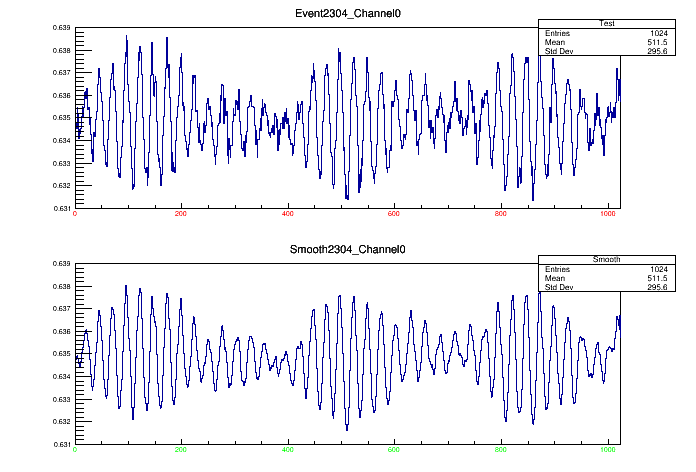 Event2304_Channel0
Test
Entries 1024
Mean 511.5
Std Dev 295.6
0.639
0.638
0.637
0.636
0.635
0.634
0.633
0.632
0.631
0 200 400 600 800 1000
Smooth2304_Channel0
Smooth
Entries 1024
Mean 511.5
Std Dev 295.6
0.639
0.638
0.637
0.636
0.635
0.634
0.633
0.632
0.631
0 200 400 600 800 1000